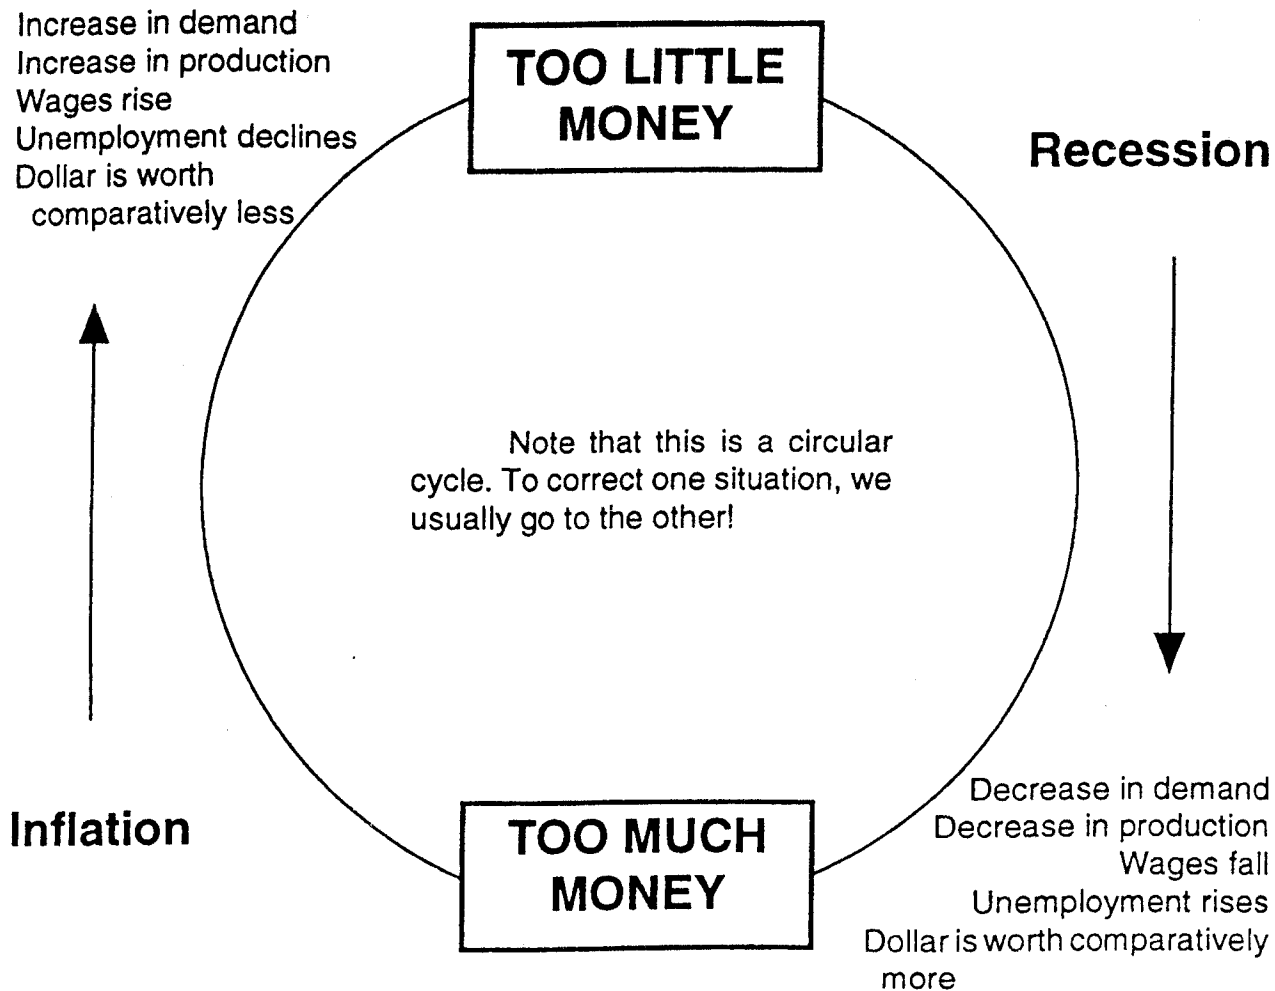 Increase in demand
Increase in production
Wages rise
Unemployment declines
Dollar is worth
comparatively less
TOO LITTLE
MONEY
Recession
Note that this is a circular
cycle. To correct one situation, we
usually go to the other!
Inflation
TOO MUCH
MONEY
Decrease in demand
Decrease in production
Wages fall
Unemployment rises
Dollar is worth comparatively
more